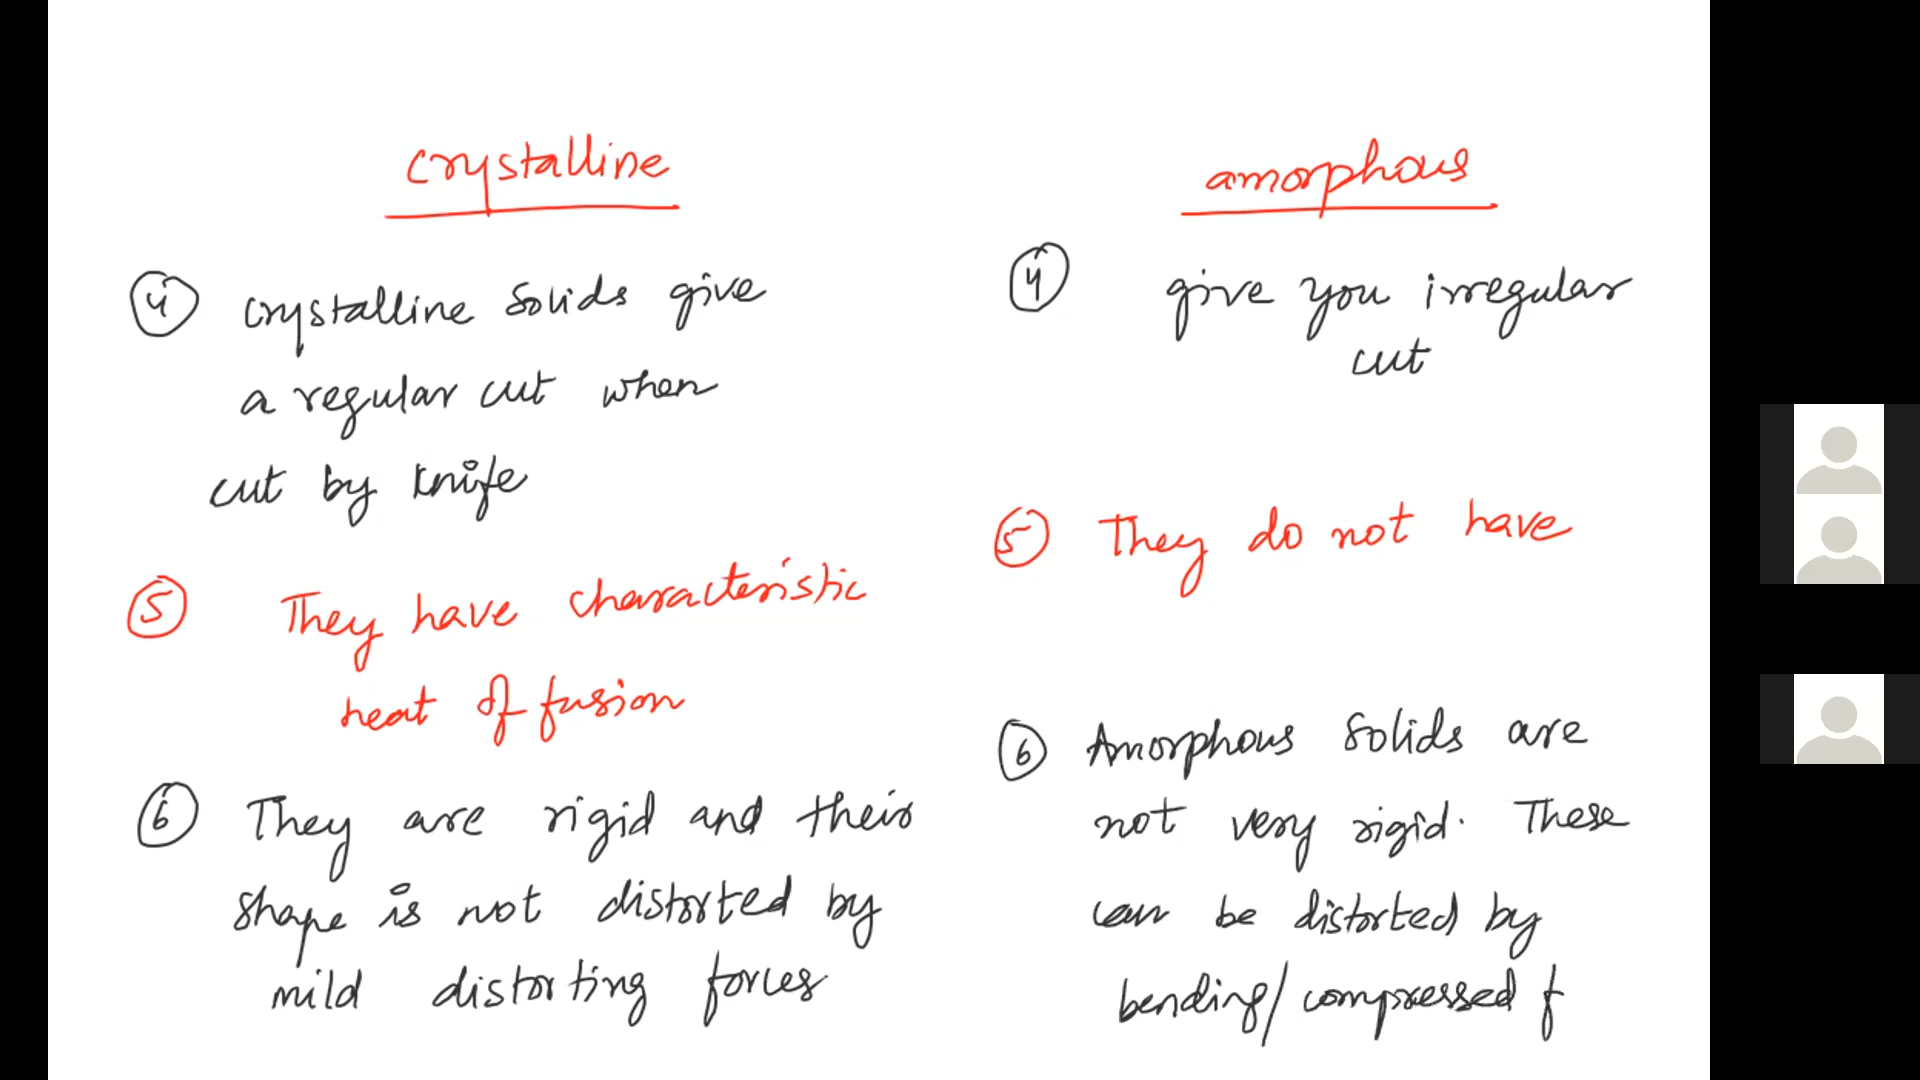 crystalline
④ crystalline solids give
a regular cut when
cut by knife
⑤ They have characteristic
heat of fusion
⑥ They are rigid and their
shape is not distorted by
mild distorting forces
amorphous
④ give you irregular
cut
⑤ They do not have
⑥ Amorphous solids are
not very rigid. These
can be distorted by
bending/compressed f